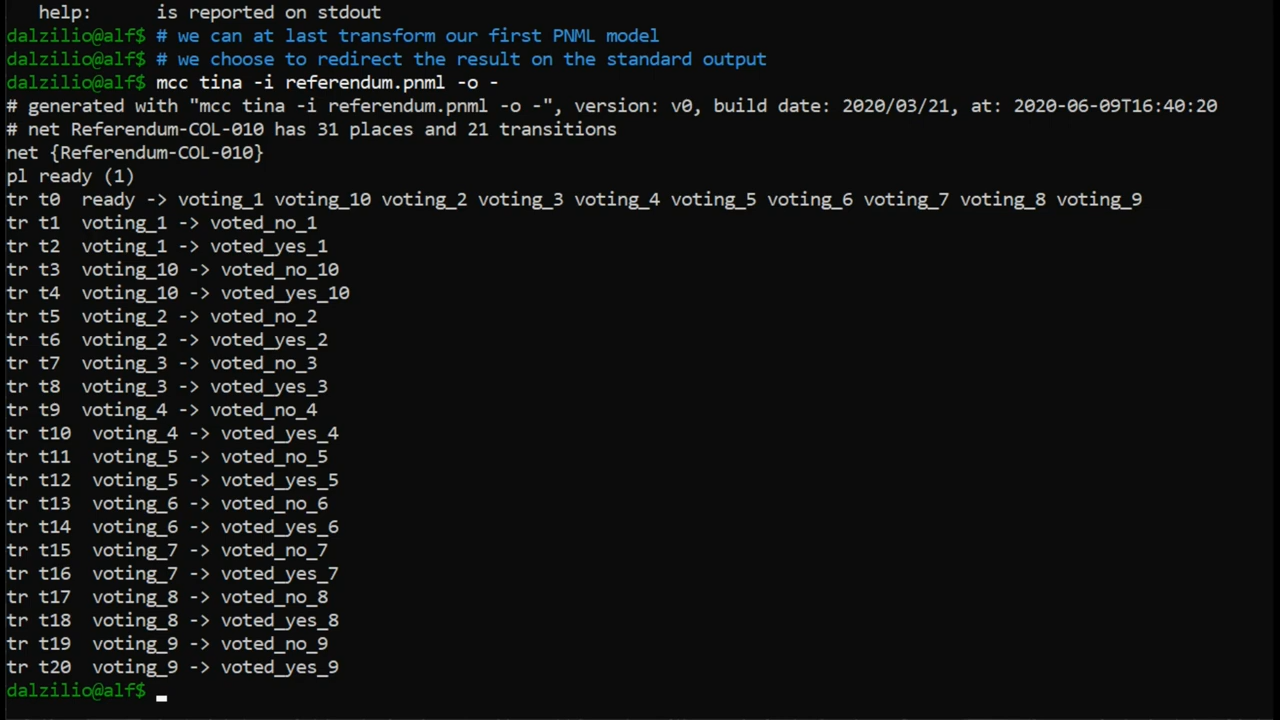 help:      is reported on stdout
dalzilio@alf$ # we can at last transform our first PNML model
dalzilio@alf$ # we choose to redirect the result on the standard output
dalzilio@alf$ mcc tina -i referendum.pnml -o -
# generated with "mcc tina -i referendum.pnml -o -", version: v0, build date: 2020/03/21, at: 2020-06-09T16:40:20
# net Referendum-COL-010 has 31 places and 21 transitions
net {Referendum-COL-010}
pl ready (1)
tr t0  ready -> voting_1 voting_10 voting_2 voting_3 voting_4 voting_5 voting_6 voting_7 voting_8 voting_9
tr t1  voting_1 -> voted_no_1
tr t2  voting_1 -> voted_yes_1
tr t3  voting_10 -> voted_no_10
tr t4  voting_10 -> voted_yes_10
tr t5  voting_2 -> voted_no_2
tr t6  voting_2 -> voted_yes_2
tr t7  voting_3 -> voted_no_3
tr t8  voting_3 -> voted_yes_3
tr t9  voting_4 -> voted_no_4
tr t10  voting_4 -> voted_yes_4
tr t11  voting_5 -> voted_no_5
tr t12  voting_5 -> voted_yes_5
tr t13  voting_6 -> voted_no_6
tr t14  voting_6 -> voted_yes_6
tr t15  voting_7 -> voted_no_7
tr t16  voting_7 -> voted_yes_7
tr t17  voting_8 -> voted_no_8
tr t18  voting_8 -> voted_yes_8
tr t19  voting_9 -> voted_no_9
tr t20  voting_9 -> voted_yes_9
dalzilio@alf$